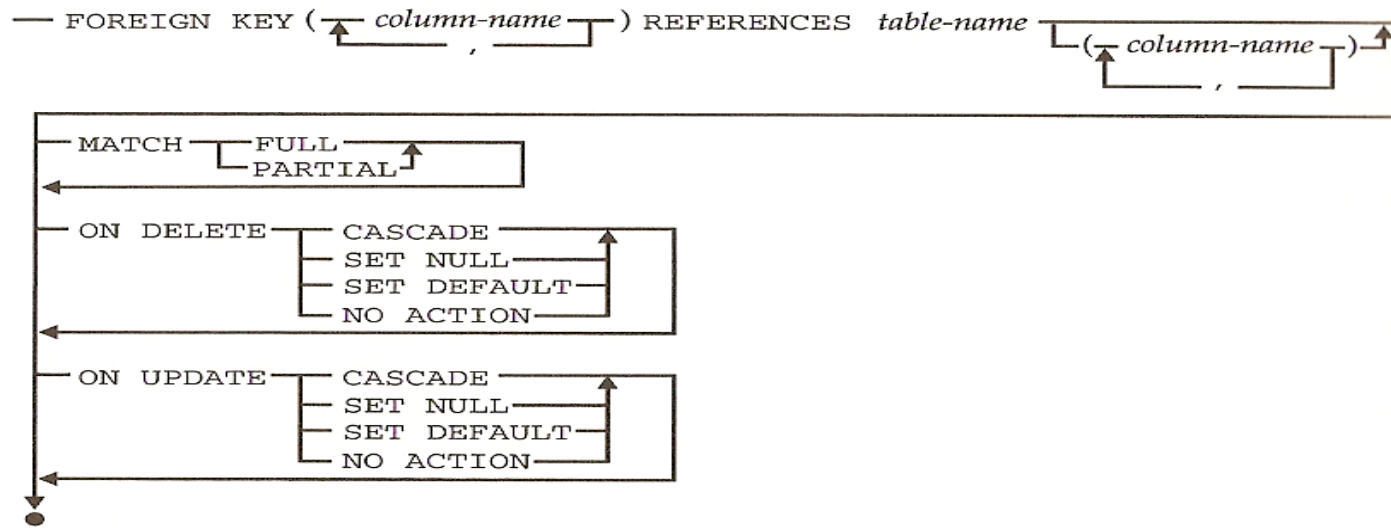 FOREIGN KEY ( column-name ) REFERENCES table-name
,
( column-name )
,
MATCH FULL
PARTIAL
ON DELETE CASCADE
SET NULL
SET DEFAULT
NO ACTION
ON UPDATE CASCADE
SET NULL
SET DEFAULT
NO ACTION